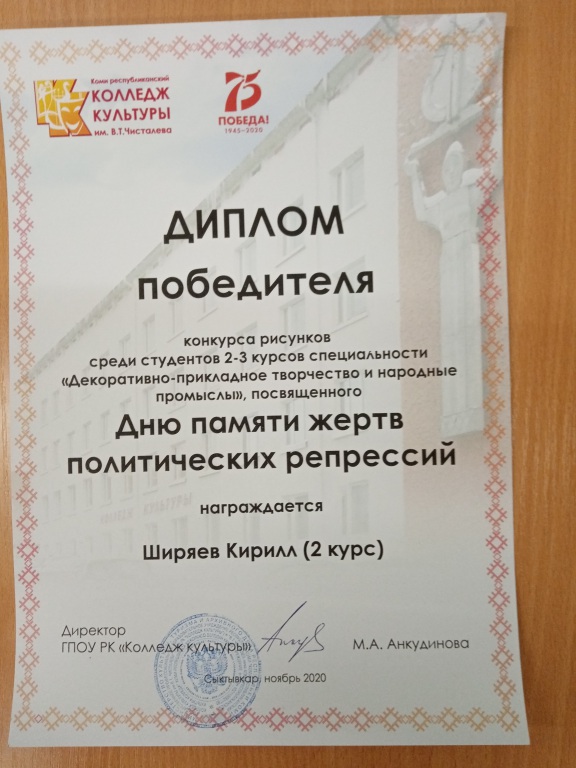 Коми республиканский
КОЛЛЕДЖ
КУЛЬТУРЫ
им. В.Т.Чисталева
75
ПОБЕДА!
1945-2020
ДИПЛОМ
победителя
конкурса рисунков
среди студентов 2-3 курсов специальности
«Декоративно-прикладное творчество и народные
промыслы», посвященного
Дню памяти жертв
политических репрессий
КОЛЛЕДЖ КУЛЬТУРЫ
награждается
Ширяев Кирилл (2 курс)
Директор
ГПОУ РК «Колледж культуры»
М.А. Анкудинова
Сыктывкар, ноябрь 2020